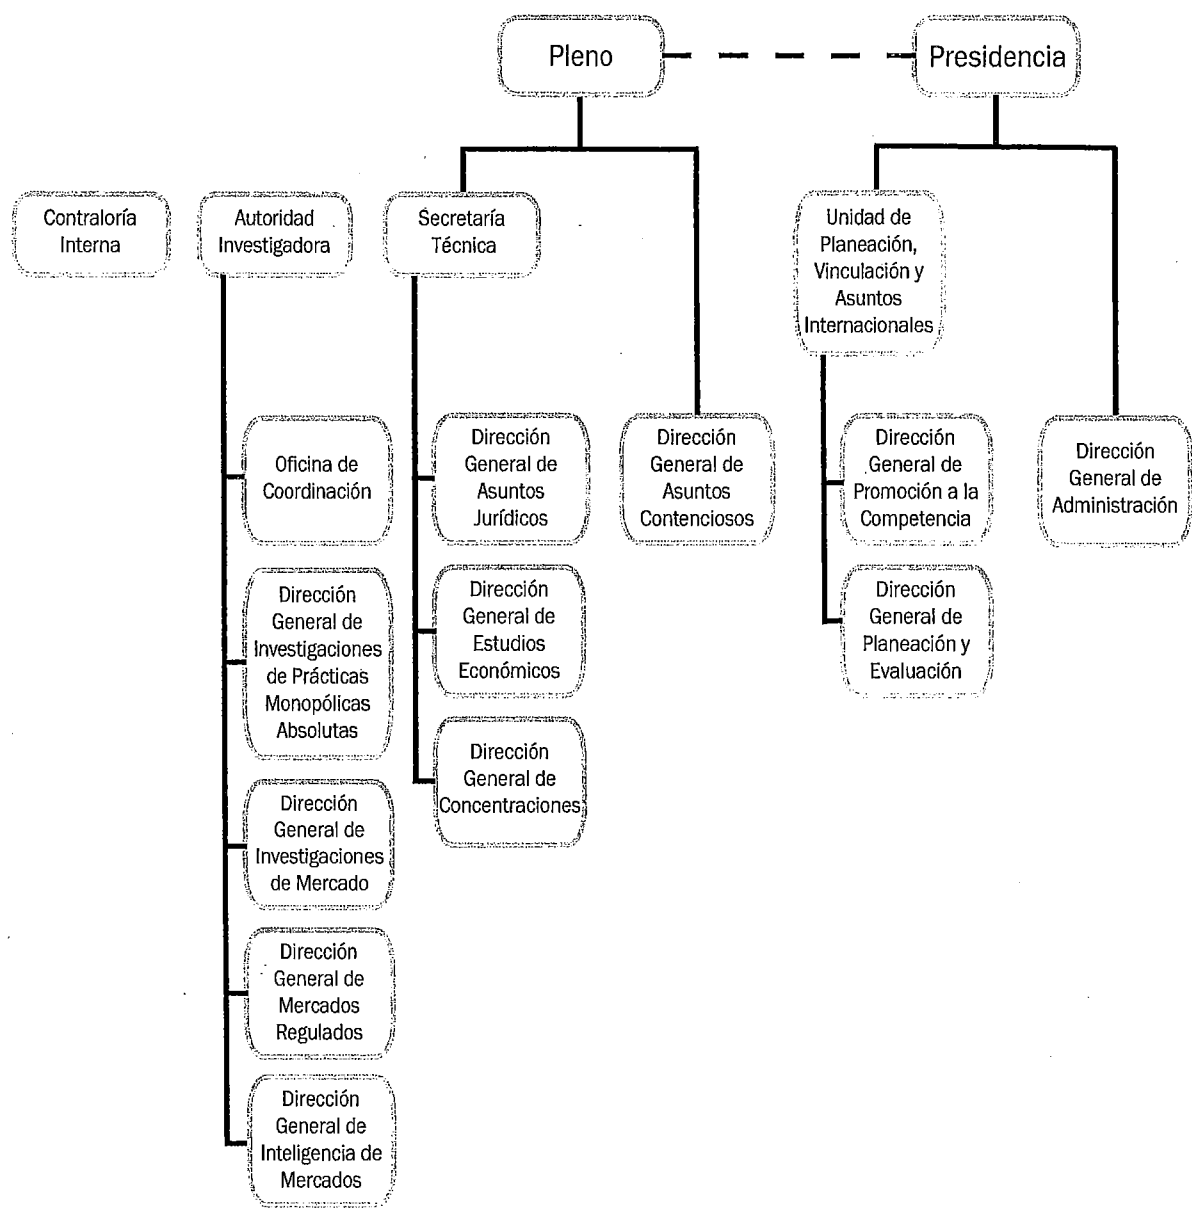 Pleno
Presidencia
Contraloría
Interna
Autoridad
Investigadora
Secretaría
Técnica
Unidad de
Planeación,
Vinculación y
Asuntos
Internacionales
Oficina de
Coordinación
Dirección
General de
Asuntos
Jurídicos
Dirección
General de
Asuntos
Contenciosos
Dirección
General de
Promoción a la
Competencia
Dirección
General de
Administración
Dirección
General de
Investigaciones
de Prácticas
Monopólicas
Absolutas
Dirección
General de
Estudios
Económicos
Dirección
General de
Planeación y
Evaluación
Dirección
General de
Concentraciones
Dirección
General de
Investigaciones
de Mercado
Dirección
General de
Mercados
Regulados
Dirección
General de
Inteligencia de
Mercados